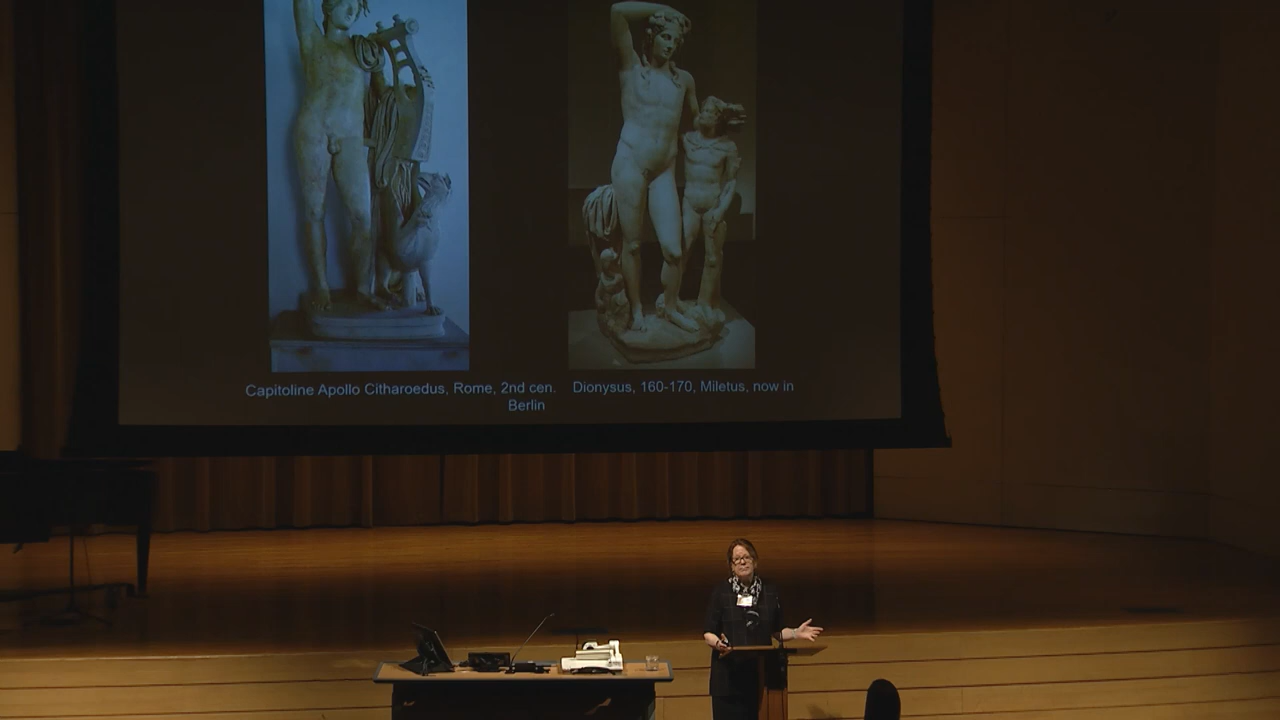 Capitoline Apollo Citharoedus, Rome, 2nd cen. Dionysus, 160-170, Miletus, now in
Berlin